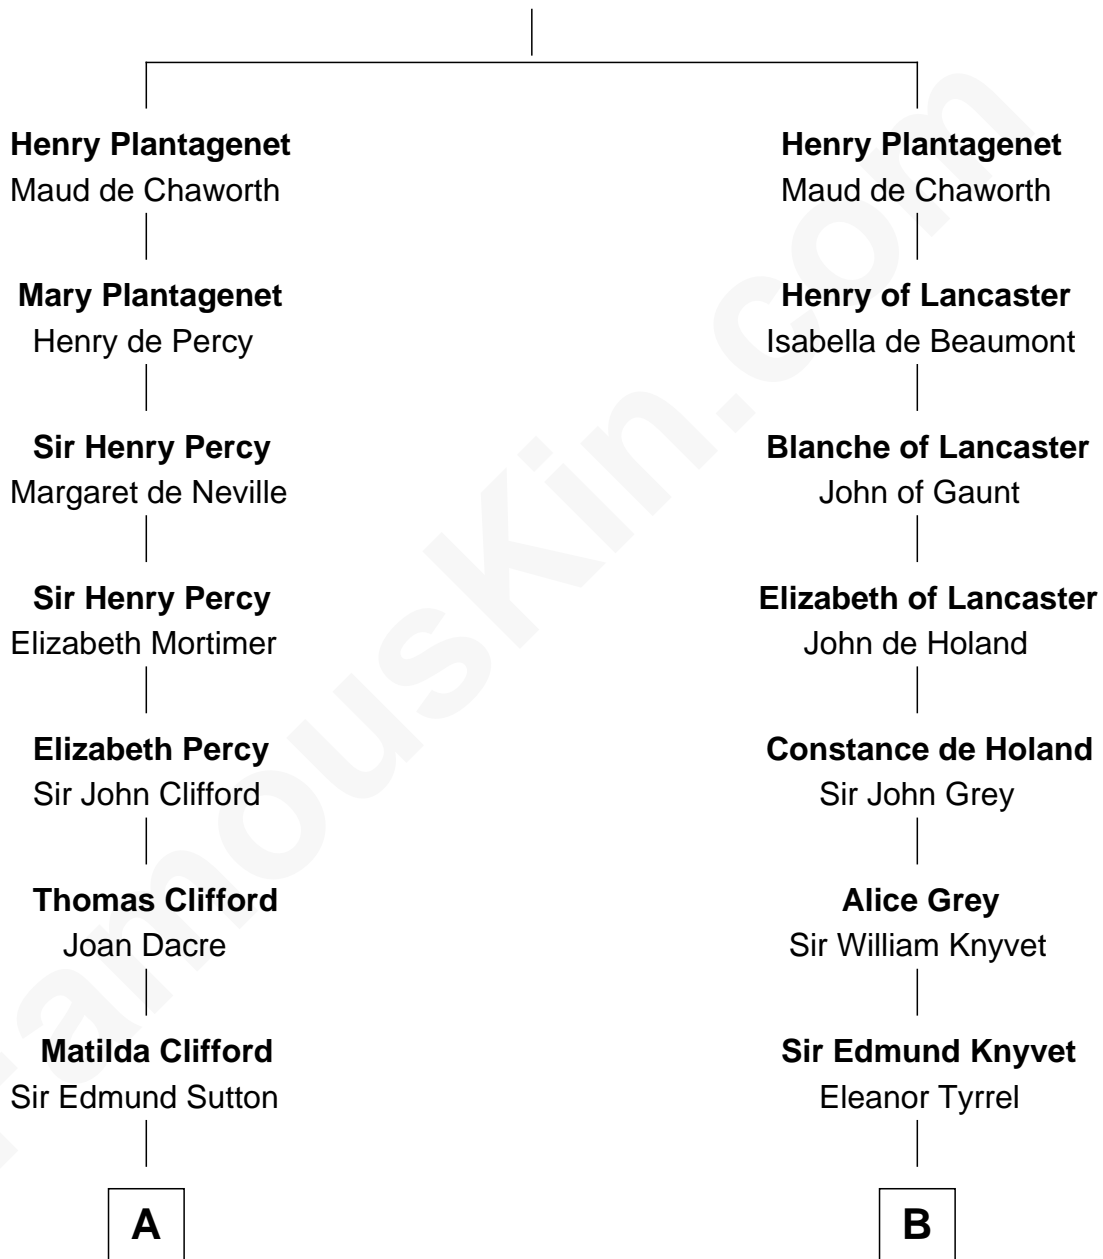 Henry Plantagenet
Maud de Chaworth
Mary Plantagenet
Henry de Percy
Sir Henry Percy
Margaret de Neville
Sir Henry Percy
Elizabeth Mortimer
Elizabeth Percy
Sir John Clifford
Thomas Clifford
Joan Dacre
Matilda Clifford
Sir Edmund Sutton
A
Henry Plantagenet
Maud de Chaworth
Henry of Lancaster
Isabella de Beaumont
Blanche of Lancaster
John of Gaunt
Elizabeth of Lancaster
John de Holand
Constance de Holand
Sir John Grey
Alice Grey
Sir William Knyvet
Sir Edmund Knyvet
Eleanor Tyrrel
B
FamousKin.com